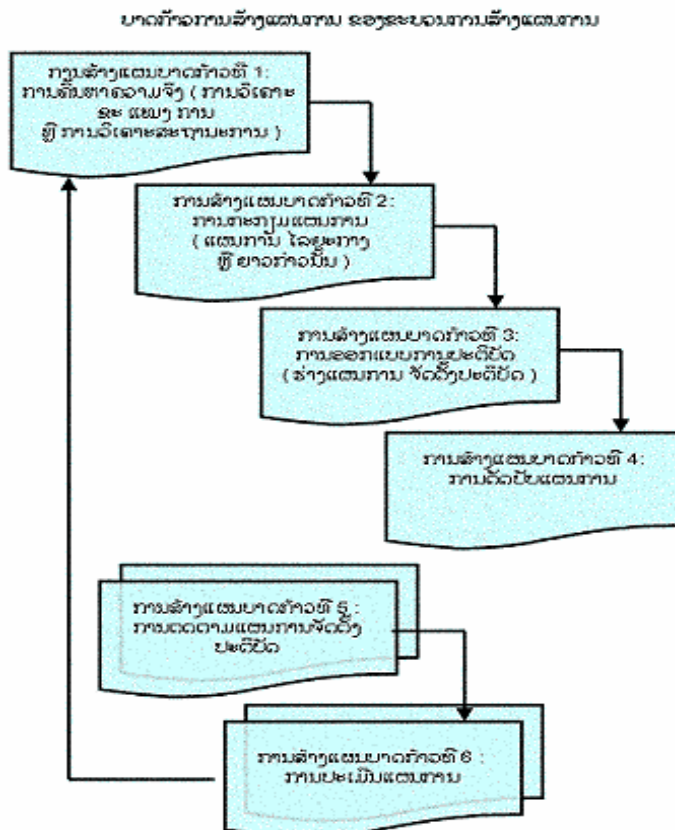 ບາດກ້າວການສ້າງແຜນການ ຂອງຂະບວນການສ້າງແຜນການ
ການສ້າງແຜນບາດກ້າວທີ 1:
ການຄົ້ນຫາຄວາມຈິງ ( ການວິເຄາະ
ຂະ ແໜງ ການ
ຫຼື ການວິເຄາະສະຖານະການ )
ການສ້າງແຜນບາດກ້າວທີ 2:
ການກະກຽມແຜນການ
( ແຜນການ ໄລຍະກາງ
ຫຼື ຍາວກ່ວານັ້ນ )
ການສ້າງແຜນບາດກ້າວທີ 3:
ການອອກແບບການປະຕິບັດ
( ຮ່າງແຜນການ ຈັດຕັ້ງປະຕິບັດ )
ການສ້າງແຜນບາດກ້າວທີ 4:
ການດັດປັບແຜນການ
ການສ້າງແຜນບາດກ້າວທີ 5 :
ການຕິດຕາມແຜນການຈັດຕັ້ງ
ປະຕິບັດ
ການສ້າງແຜນບາດກ້າວທີ 6 :
ການປະເມີນແຜນການ